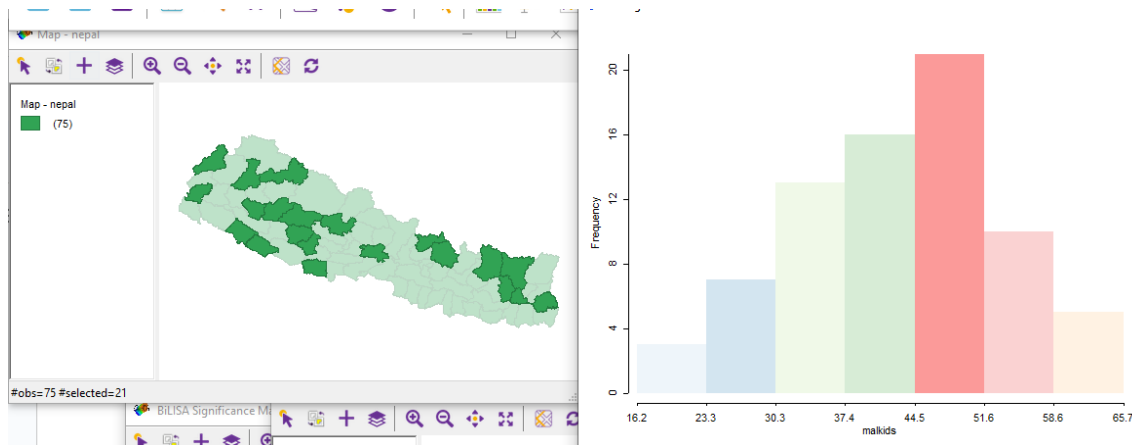 Map - nepal
Map - nepal
(75)
#obs=75 #selected=21
BiLISA Significance Ma
Frequency
20
16
12
8
4
0
16.2 23.3 30.3 37.4 44.5 51.6 58.6 65.7
malkids